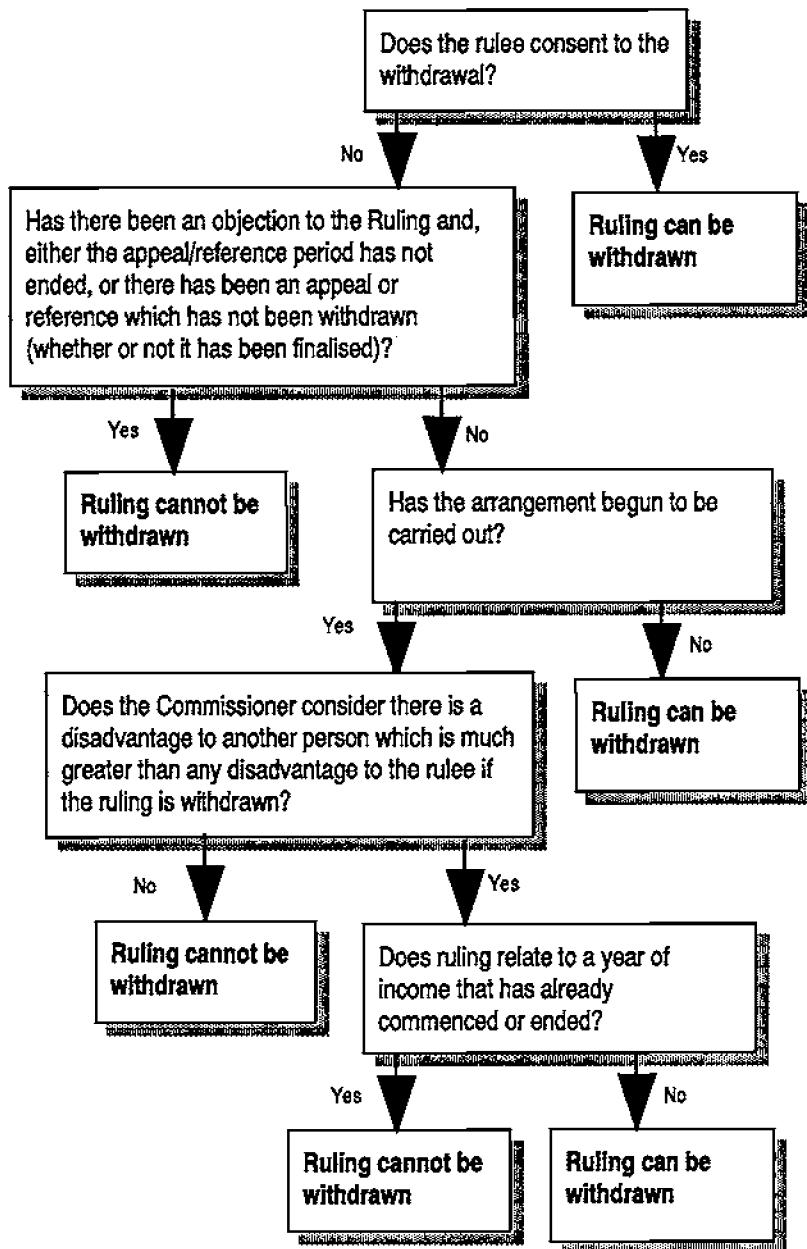 Does the rulee consent to the
withdrawal?
No
Yes
Has there been an objection to the Ruling and,
either the appeal/reference period has not
ended, or there has been an appeal or
reference which has not been withdrawn
(whether or not it has been finalised)?
Ruling can be
withdrawn
Yes
No
Ruling cannot be
withdrawn
Has the arrangement begun to be
carried out?
Yes
No
Does the Commissioner consider there is a
disadvantage to another person which is much
greater than any disadvantage to the rulee if
the ruling is withdrawn?
Ruling can be
withdrawn
No
Yes
Ruling cannot be
withdrawn
Does ruling relate to a year of
income that has already
commenced or ended?
Yes
No
Ruling cannot be
withdrawn
Ruling can be
withdrawn